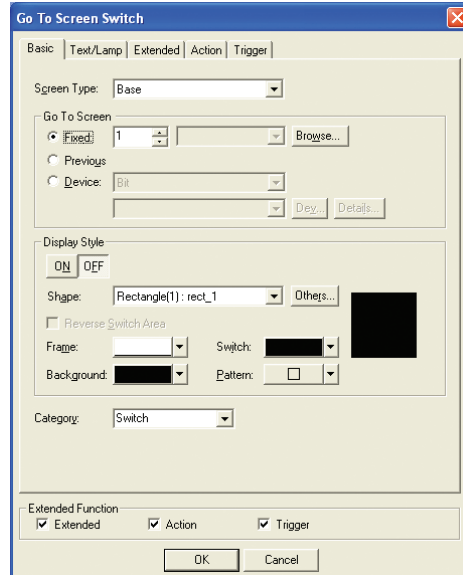 Go To Screen Switch
Basic Text/Lamp Extended Action Trigger
Screen Type: Base
Go To Screen
Fixed: 1 Browse...
Previous
Device: Bit
Dev... Details...
Display Style
ON OFF
Shape: Rectangle(1) : rect_1 Others...
Reverse Switch Area
Frame: Switch:
Background: Pattern:
Category: Switch
Extended Function
Extended Action Trigger
OK Cancel